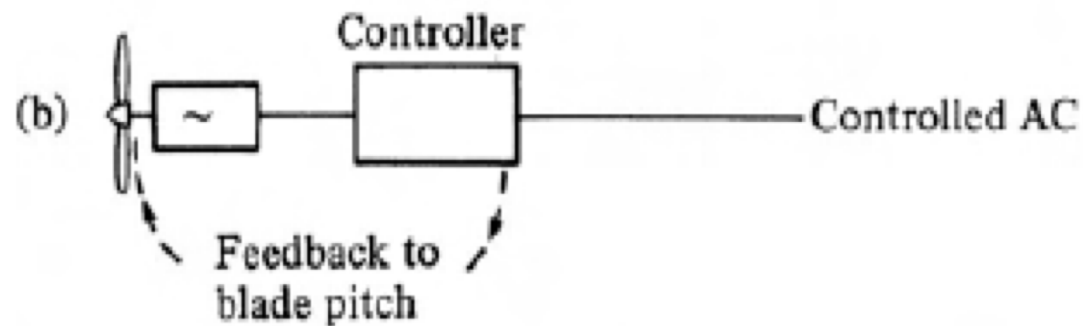 Controller
(b)
~
Controlled AC
Feedback to
blade pitch